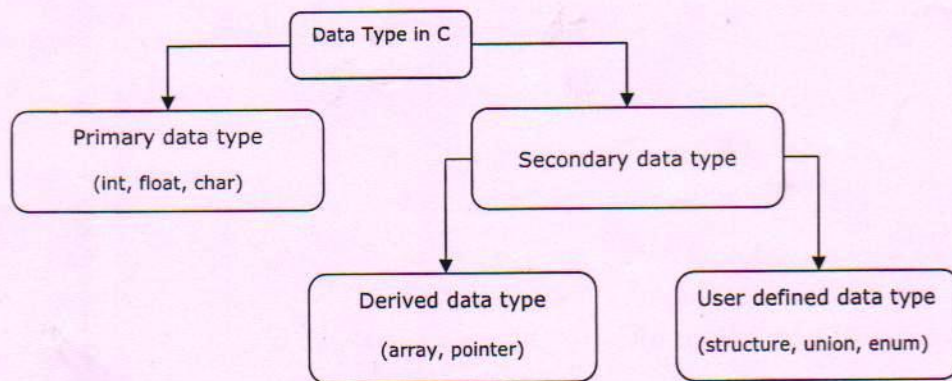 Data Type in C
Primary data type
(int, float, char)
Secondary data type
Derived data type
(array, pointer)
User defined data type
(structure, union, enum)